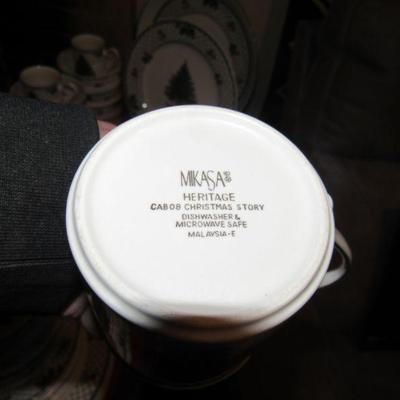 MIKASA
HERITAGE
CAB08 CHRISTMAS STORY
DISHWASHER &
MICROWAVE SAFE
MALAYSIA-E